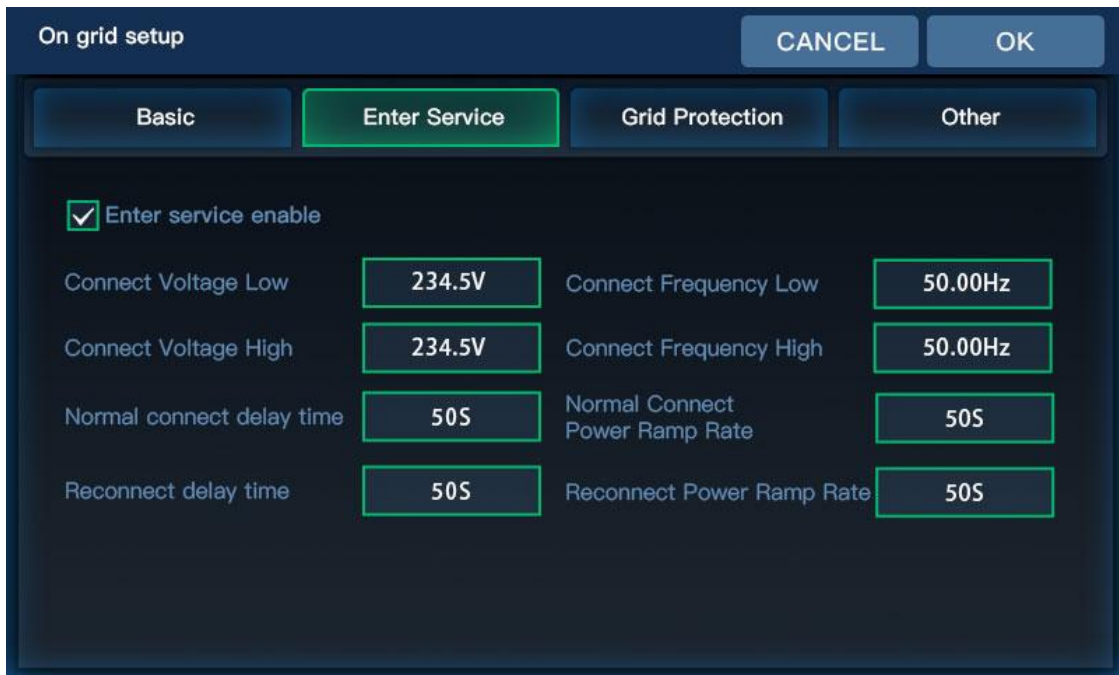 On grid setup
CANCEL
OK
Basic
Enter Service
Grid Protection
Other
Enter service enable
Connect Voltage Low
234.5V
Connect Frequency Low
50.00Hz
Connect Voltage High
234.5V
Connect Frequency High
50.00Hz
Normal connect delay time
50S
Normal Connect
Power Ramp Rate
50S
Reconnect delay time
50S
Reconnect Power Ramp Rate
50S